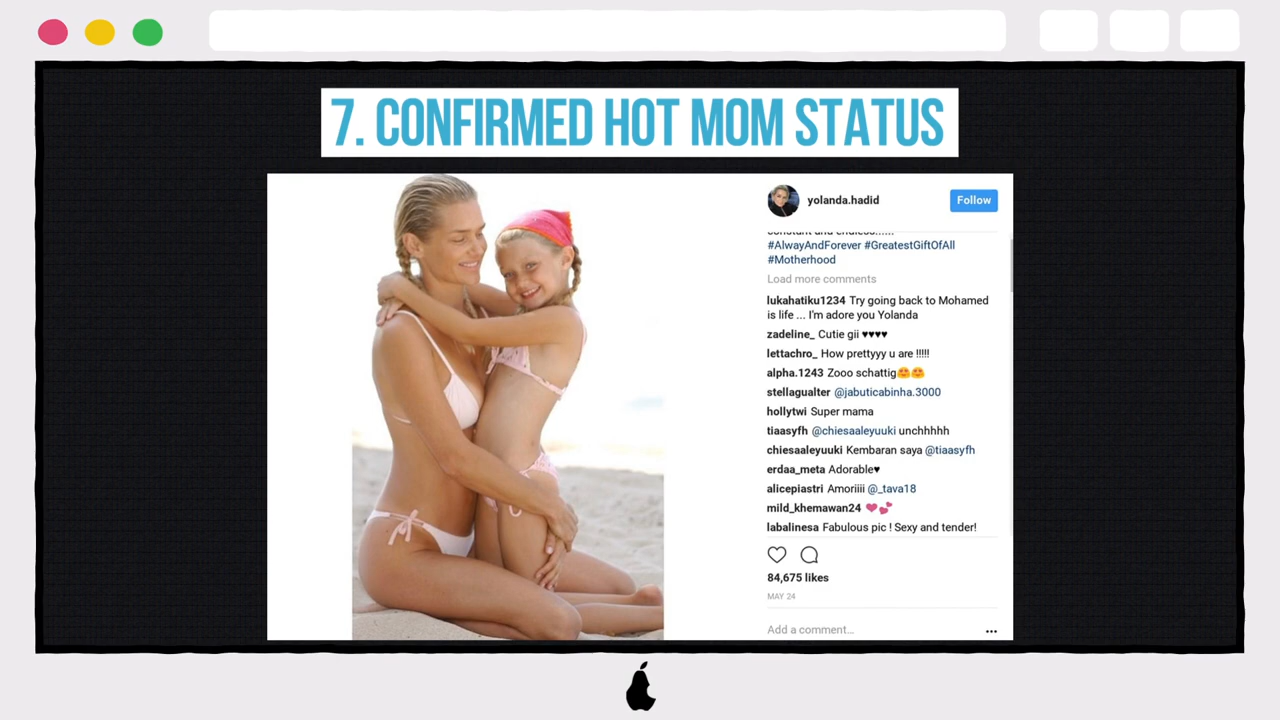 7. CONFIRMED HOT MOM STATUS
yolanda.hadid
Follow
#AlwayAndForever #GreatestGiftOfAll
#Motherhood
Load more comments
lukahatiku1234 Try going back to Mohamed
is life ... I'm adore you Yolanda
zadeline_ Cutie gii ♥♥♥♥
lettachro_ How prettyyy u are !!!!!
alpha.1243 Zooo schattig😍😍
stellagualter @jabuticabinha.3000
hollytwi Super mama
tiaasyfh @chiesaaleyuuki unchhhhh
chiesaaleyuuki Kembaran saya @tiaasyfh
erdaa_meta Adorable♥
alicepiastri Amoriiii @_tava18
mild_khemawan24 ❤💕
labalinesa Fabulous pic ! Sexy and tender!
84,675 likes
MAY 24
Add a comment...